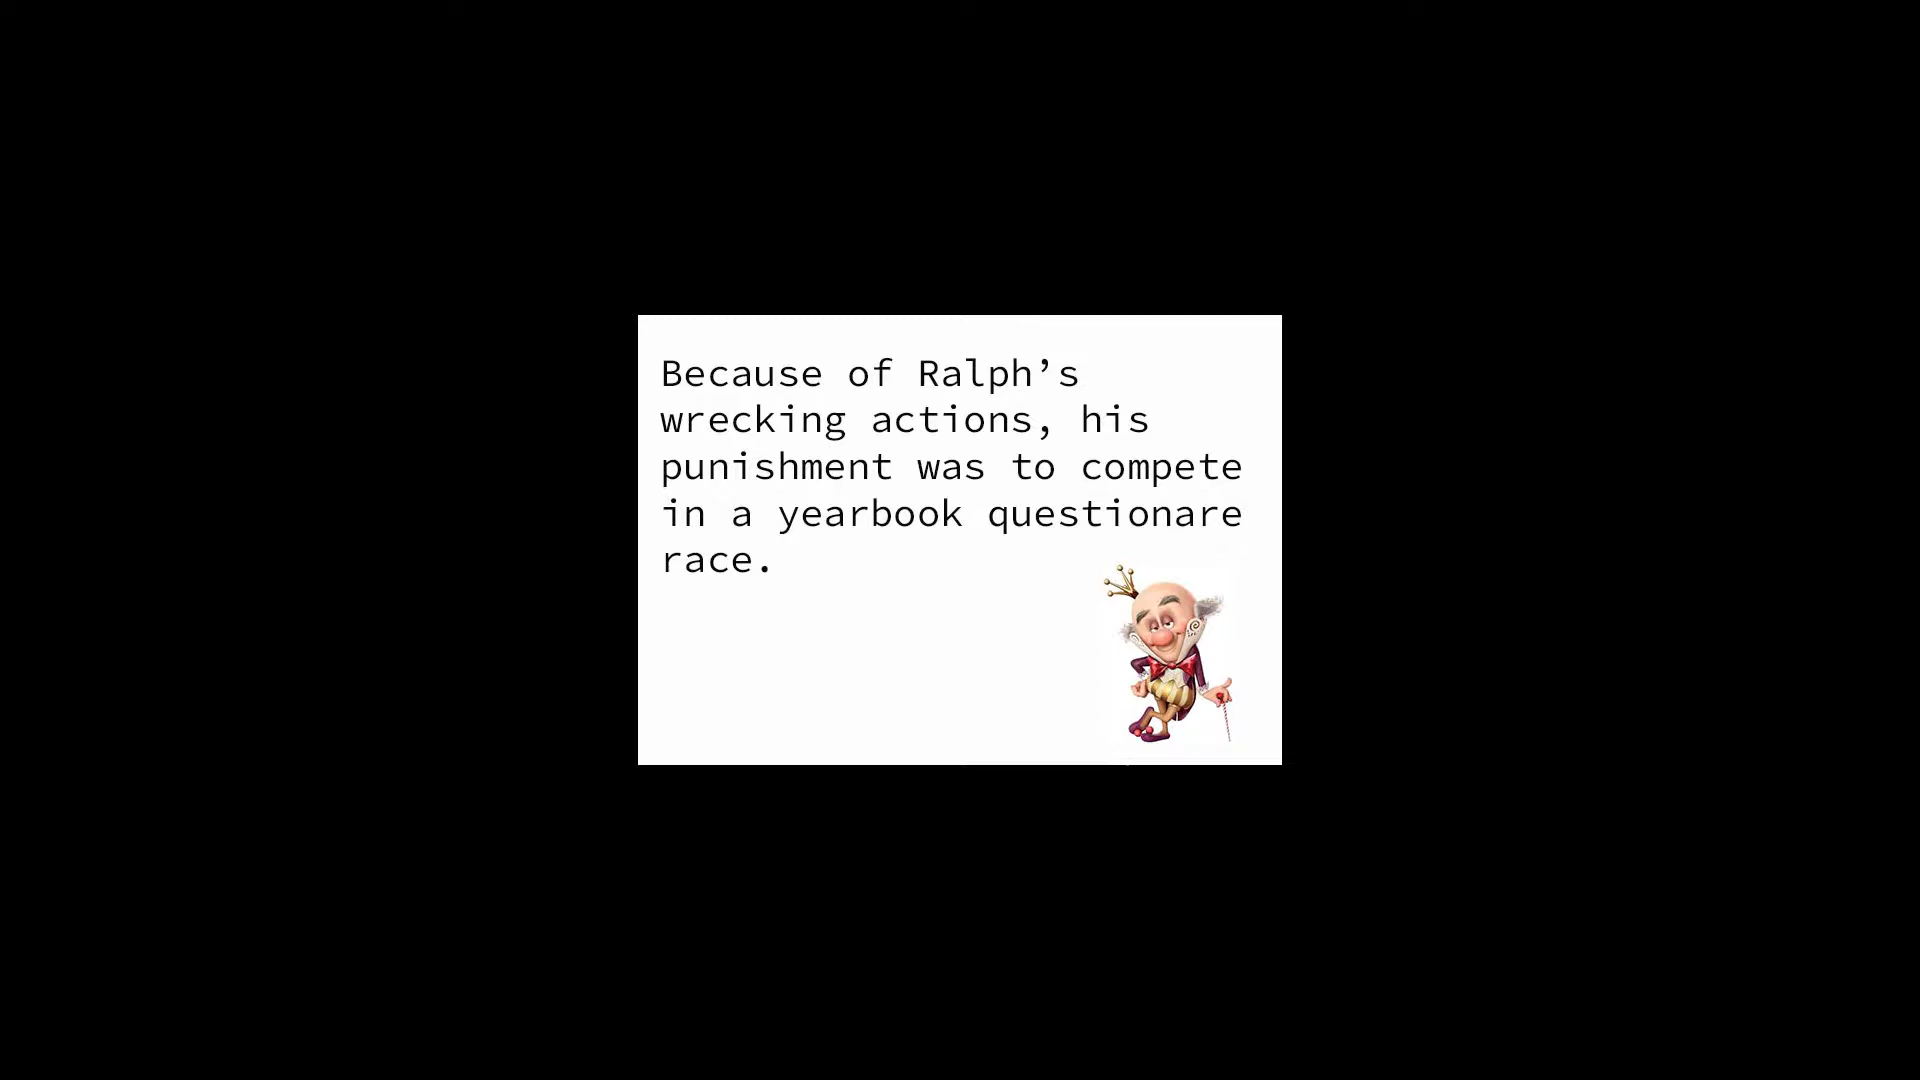 Because of Ralph’s
wrecking actions, his
punishment was to compete
in a yearbook questionare
race.